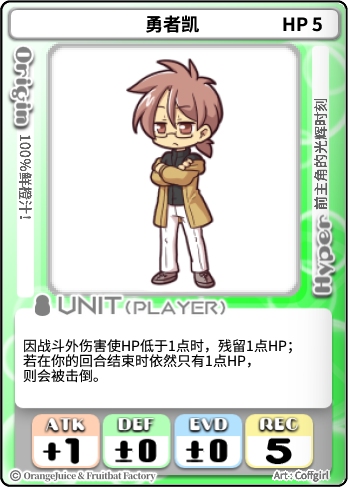 勇者凯
HP 5
Origin
100%鲜橙汁!
Hyper
前主角的光辉时刻
UNIT(PLAYER)
因战斗外伤害使HP低于1点时，残留1点HP；
若在你的回合结束时依然只有1点HP，
则会被击倒。
ATK
DEF
EVD
REC
+1
±0
±0
5
© OrangeJuice & Fruitbat Factory
Art : Coffgirl